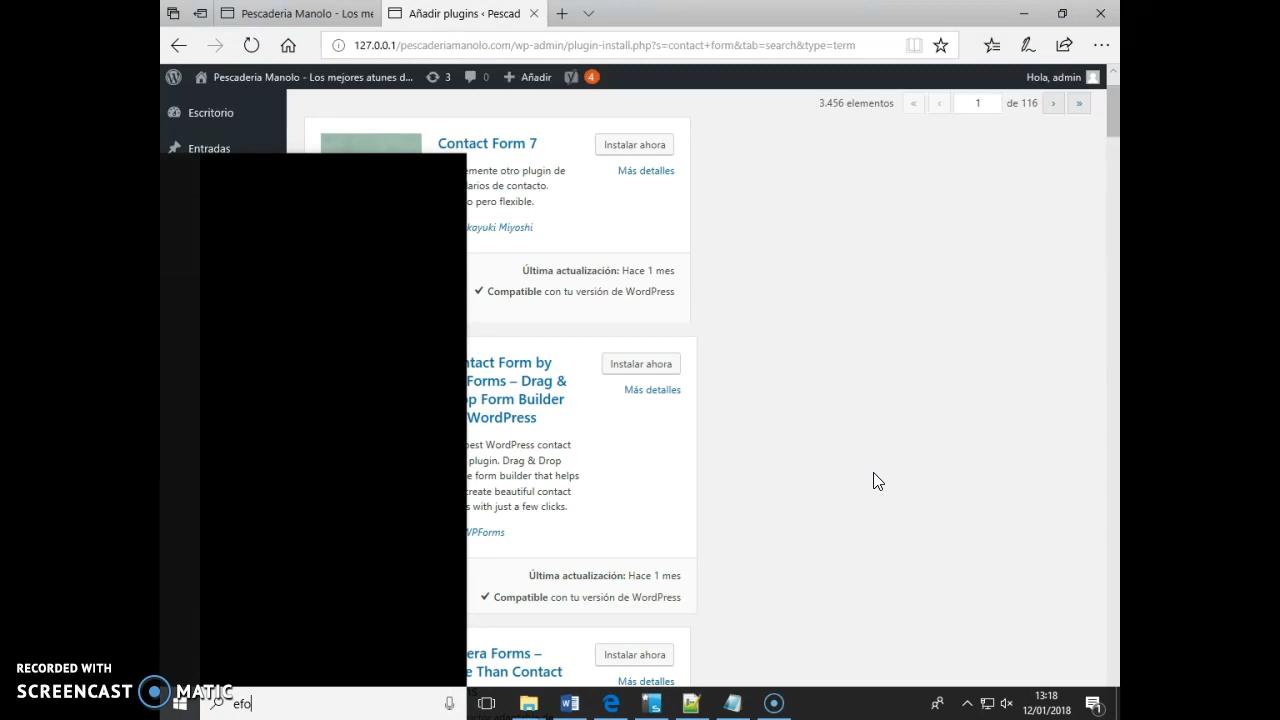 Pescaderia Manolo - Los me
Añadir plugins ‹ Pescad
127.0.0.1/pescaderiamanolo.com/wp-admin/plugin-install.php?s=contact+form&tab=search&type=term
Pescaderia Manolo - Los mejores atunes d...
3
0
Añadir
4
Hola, admin
Escritorio
Entradas
3.456 elementos
«
‹
1
de 116
›
»
Contact Form 7
Instalar ahora
Más detalles
emente otro plugin de
larios de contacto.
o pero flexible.
kayuki Miyoshi
Última actualización: Hace 1 mes
Compatible con tu versión de WordPress
ntact Form by
Forms – Drag &
op Form Builder
WordPress
Instalar ahora
Más detalles
best WordPress contact
plugin. Drag & Drop
e form builder that helps
create beautiful contact
s with just a few clicks.
WPForms
Última actualización: Hace 1 mes
Compatible con tu versión de WordPress
era Forms –
e Than Contact
Instalar ahora
Más detalles
RECORDED WITH
SCREENCAST MATIC
efo
13:18
12/01/2018
1